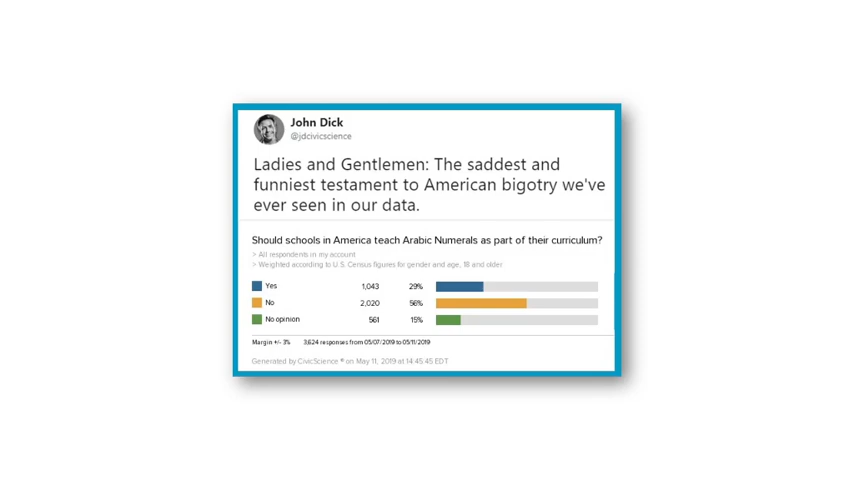 John Dick
@jdcivicscience
Ladies and Gentlemen: The saddest and
funniest testament to American bigotry we've
ever seen in our data.
Should schools in America teach Arabic Numerals as part of their curriculum?
> All respondents in my account
> Weighted according to U.S. Census figures for gender and age, 18 and older
Yes 1,043 29%
No 2,020 56%
No opinion 561 15%
Margin +/- 3% 3,624 responses from 05/07/2019 to 05/11/2019
Generated by CivicScience ® on May 11, 2019 at 14:45:45 EDT